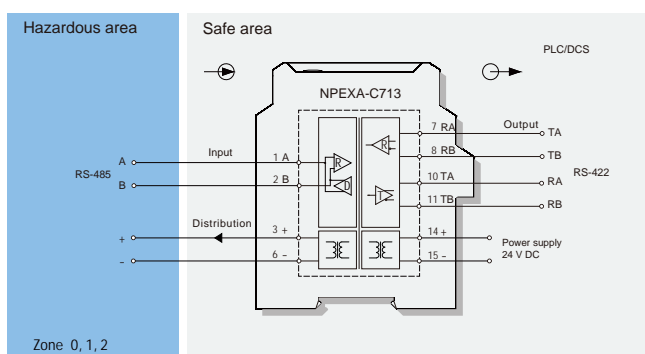 Hazardous area
Safe area
PLC/DCS
NPEXA-C713
RS-485
A
B
Input
1 A
2 B
R
D
Distribution
+
−
3 +
6 −
R
T
7 RA
8 RB
10 TA
11 TB
Output
TA
TB
RA
RB
RS-422
14 +
15 −
Power supply
24 V DC
Zone 0, 1, 2